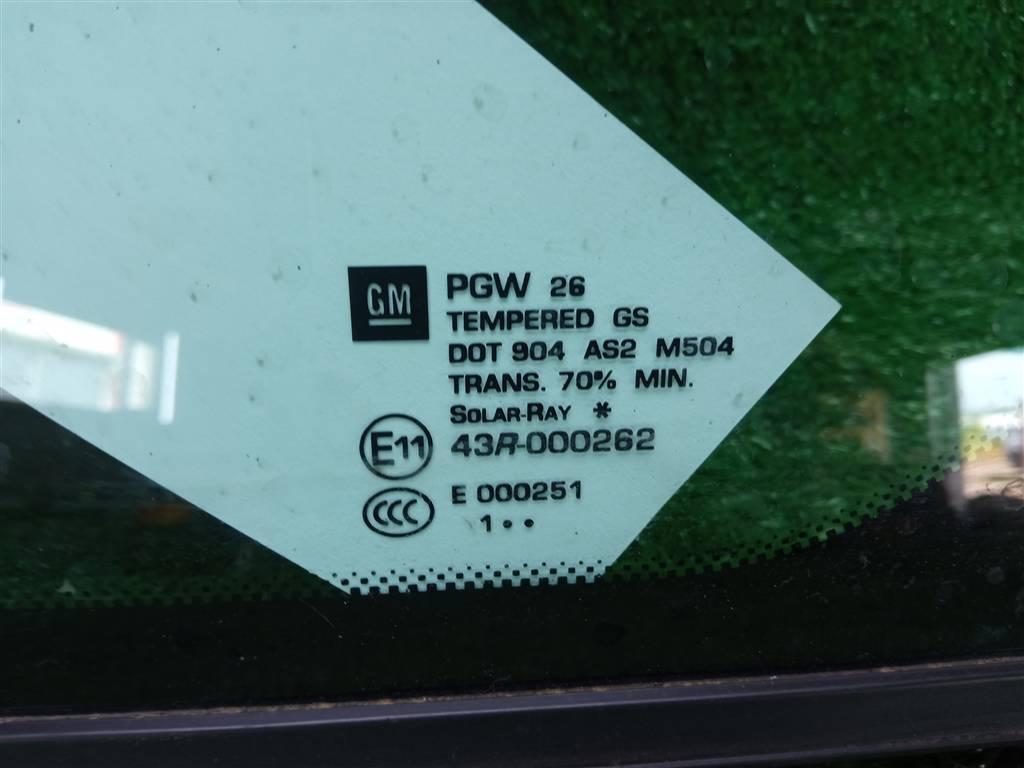 GM
PGW 26
TEMPERED GS
DOT 904 AS2 M504
TRANS. 70% MIN.
SOLAR-RAY *
E11 43R-000262
CCC E 000251
1 • •